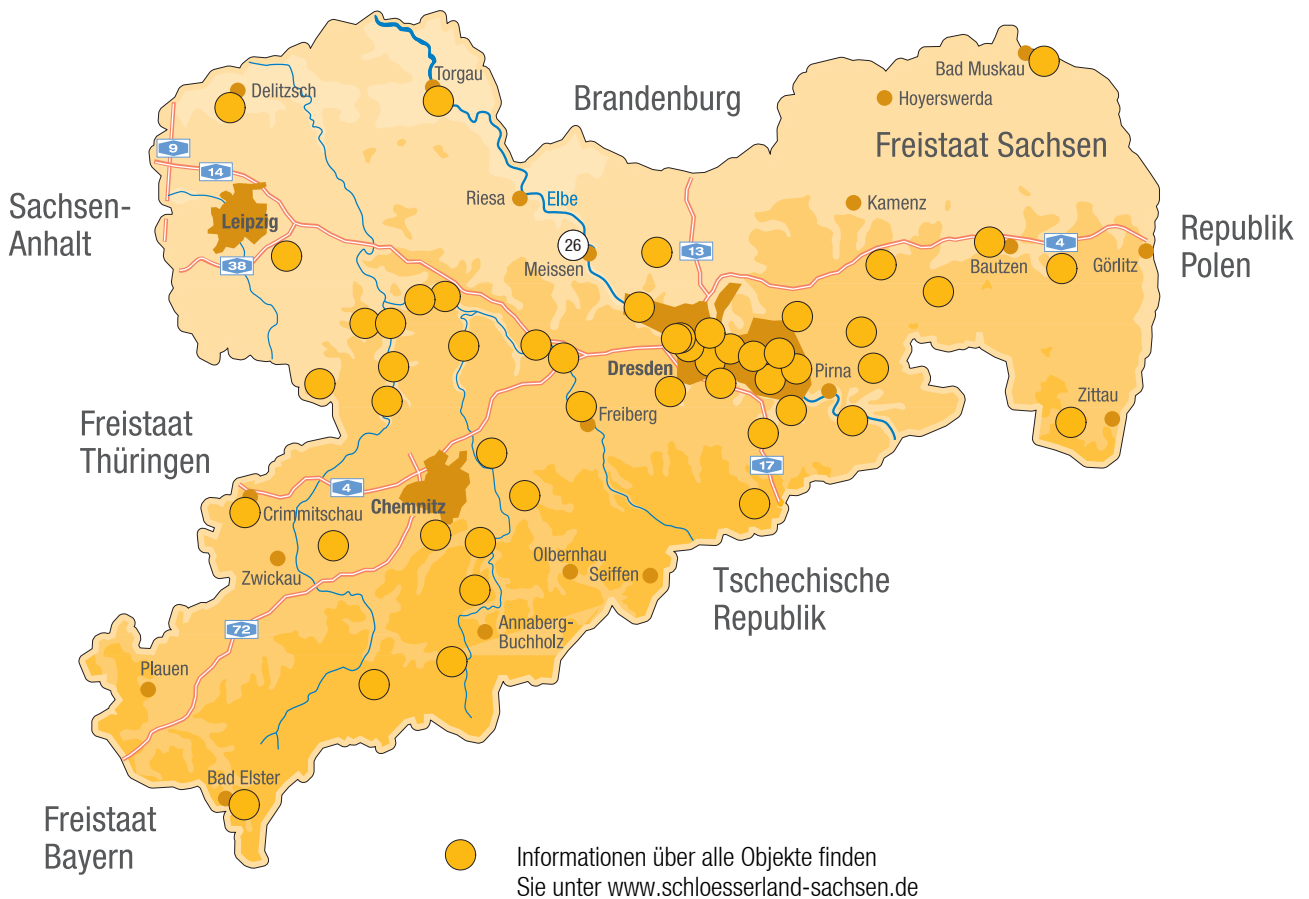 Bad Muskau
Torgau
Delitzsch
Brandenburg
Hoyerswerda
Freistaat Sachsen
9
14
Sachsen-
Anhalt
Riesa
Elbe
Kamenz
Leipzig
26
13
4
Republik
Polen
38
Meissen
Bautzen
Görlitz
Dresden
Pirna
Zittau
Freistaat
Thüringen
Freiberg
17
4
Chemnitz
Crimmitschau
Olbernhau
Zwickau
Seiffen
Tschechische
Republik
72
Annaberg-
Buchholz
Plauen
Bad Elster
Freistaat
Bayern
Informationen über alle Objekte finden
Sie unter www.schloesserland-sachsen.de